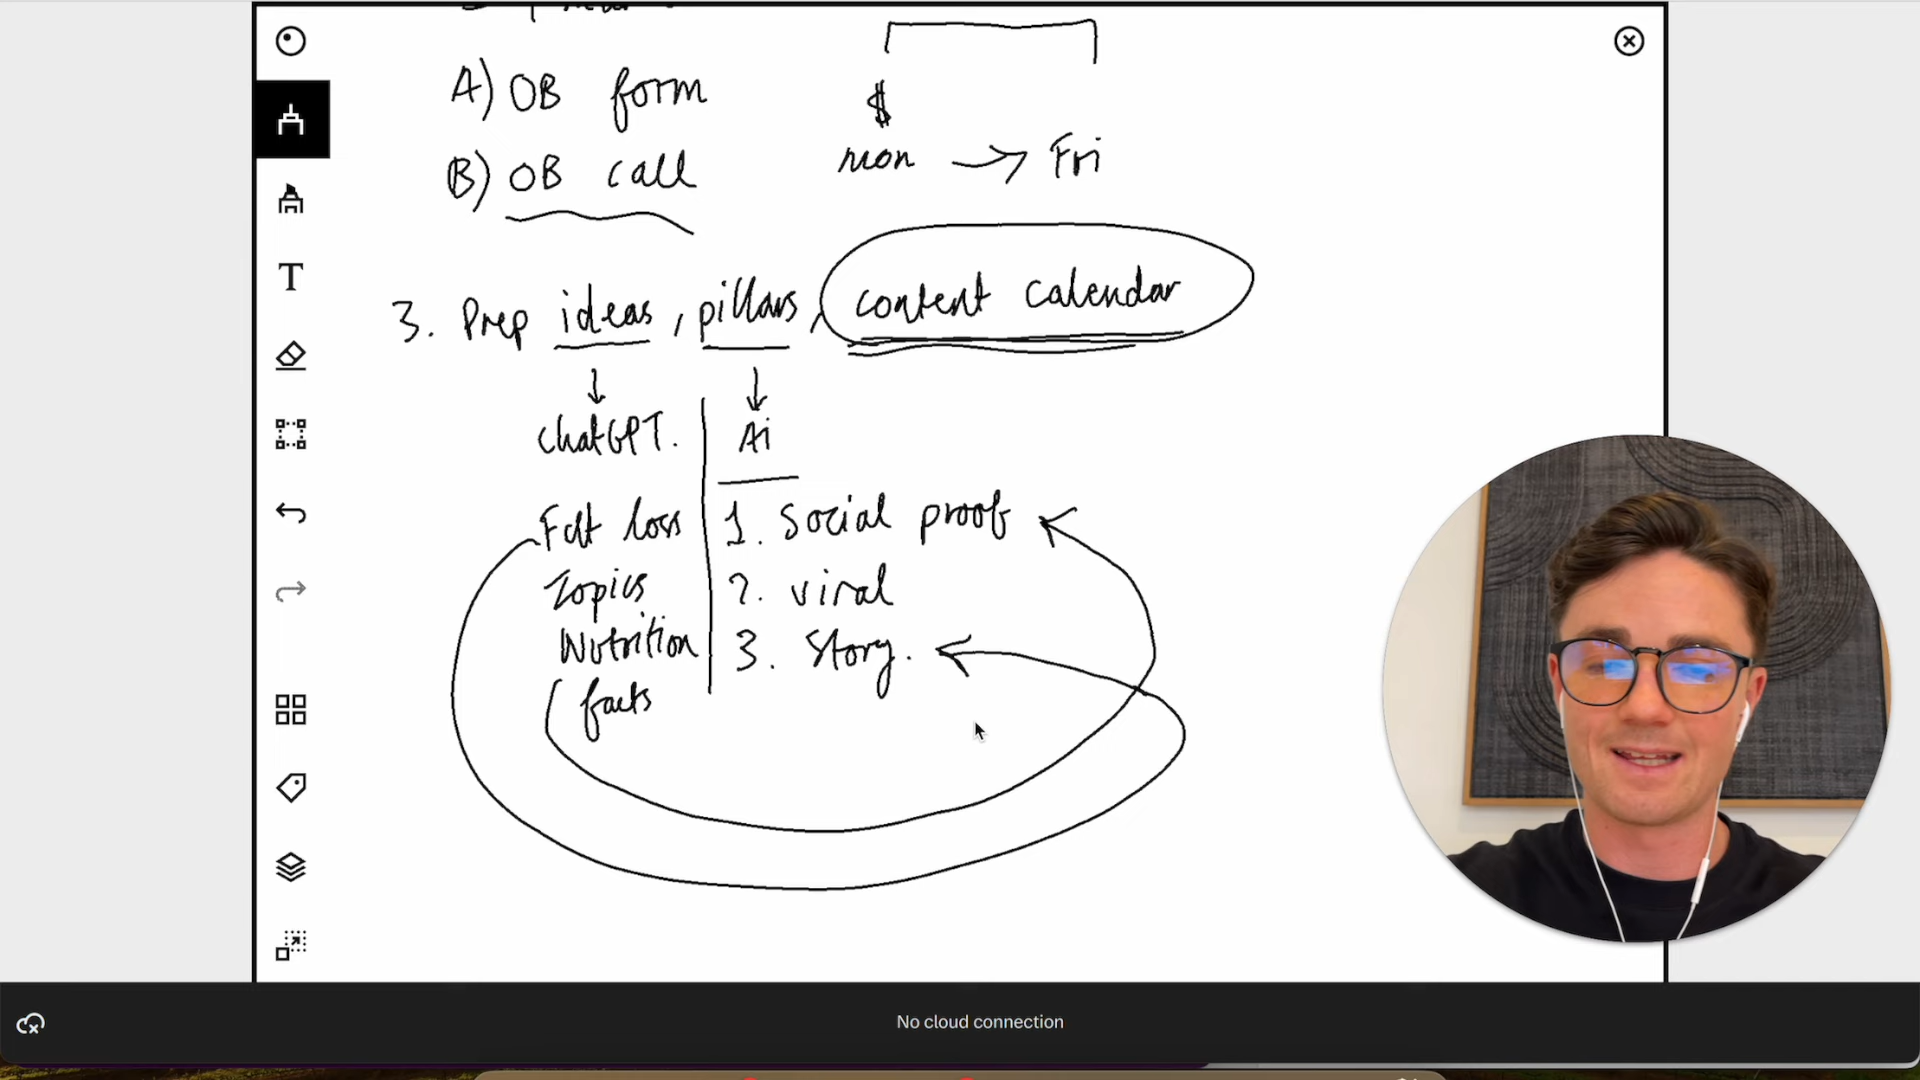 A) OB form
B) OB call
$
Mon → Fri
3. Prep ideas, pillars, content calendar
↓ ↓
ChatGPT. Ai
Fat loss
Topics
Nutrition
facts
1. Social proof
2. viral
3. Story.
T
No cloud connection